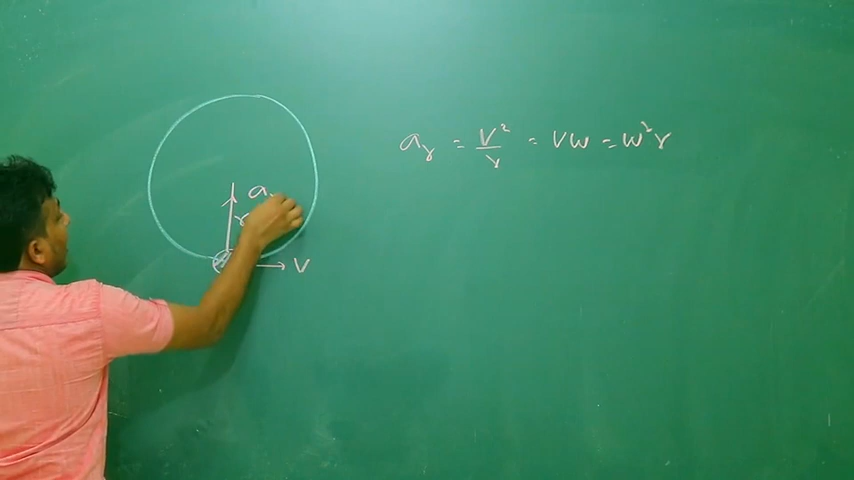 a_r = v²/r = vω = ω²r
a
r
v